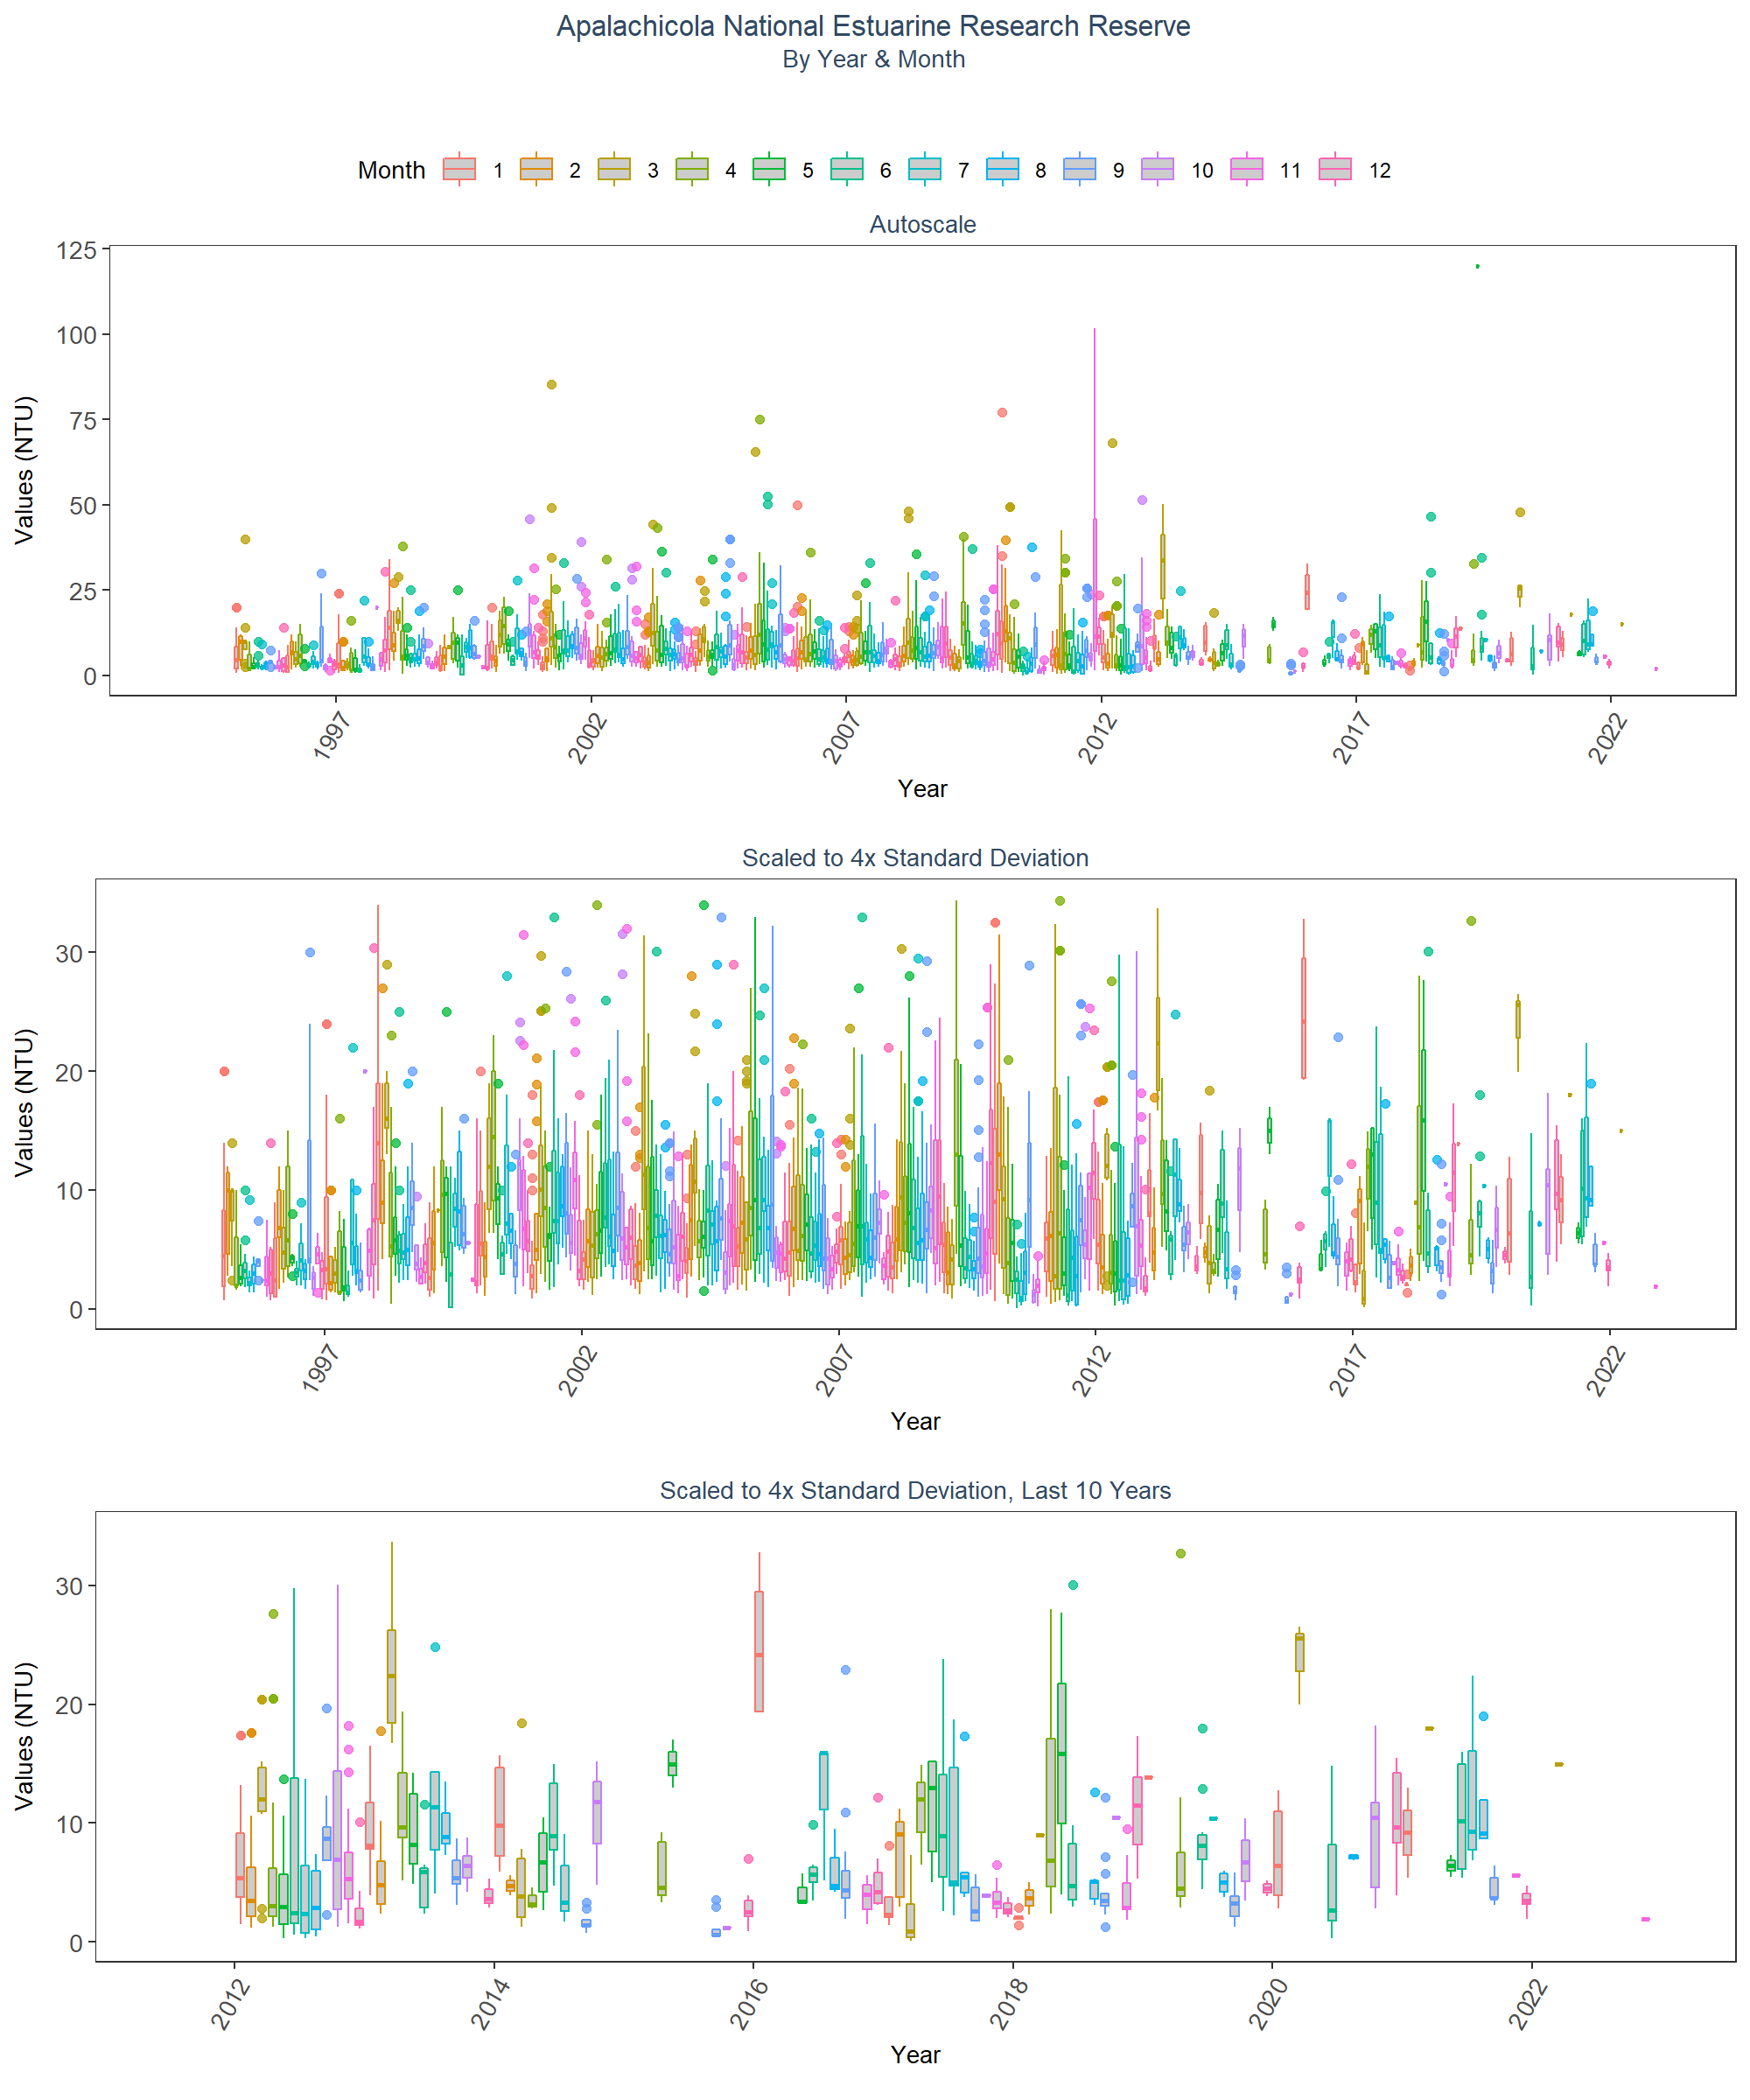 Apalachicola National Estuarine Research Reserve
By Year & Month
Month 1 2 3 4 5 6 7 8 9 10 11 12
Autoscale
Values (NTU)
125
100
75
50
25
0
1997 2002 2007 2012 2017 2022
Year
Scaled to 4x Standard Deviation
Values (NTU)
30
20
10
0
1997 2002 2007 2012 2017 2022
Year
Scaled to 4x Standard Deviation, Last 10 Years
Values (NTU)
30
20
10
0
2012 2014 2016 2018 2020 2022
Year